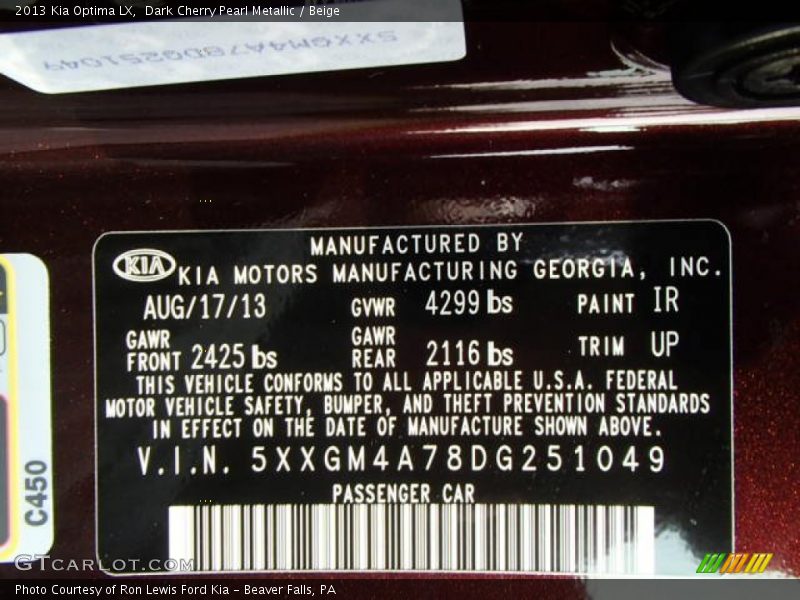 2013 Kia Optima LX, Dark Cherry Pearl Metallic / Beige
5XXGM4A78DG251049
MANUFACTURED BY
KIA KIA MOTORS MANUFACTURING GEORGIA, INC.
AUG/17/13 GVWR 4299 lbs PAINT IR
GAWR FRONT 2425 lbs GAWR REAR 2116 lbs TRIM UP
THIS VEHICLE CONFORMS TO ALL APPLICABLE U.S.A. FEDERAL
MOTOR VEHICLE SAFETY, BUMPER, AND THEFT PREVENTION STANDARDS
IN EFFECT ON THE DATE OF MANUFACTURE SHOWN ABOVE.
V.I.N. 5XXGM4A78DG251049
PASSENGER CAR
C450
GTCARLOT.COM
Photo Courtesy of Ron Lewis Ford Kia - Beaver Falls, PA